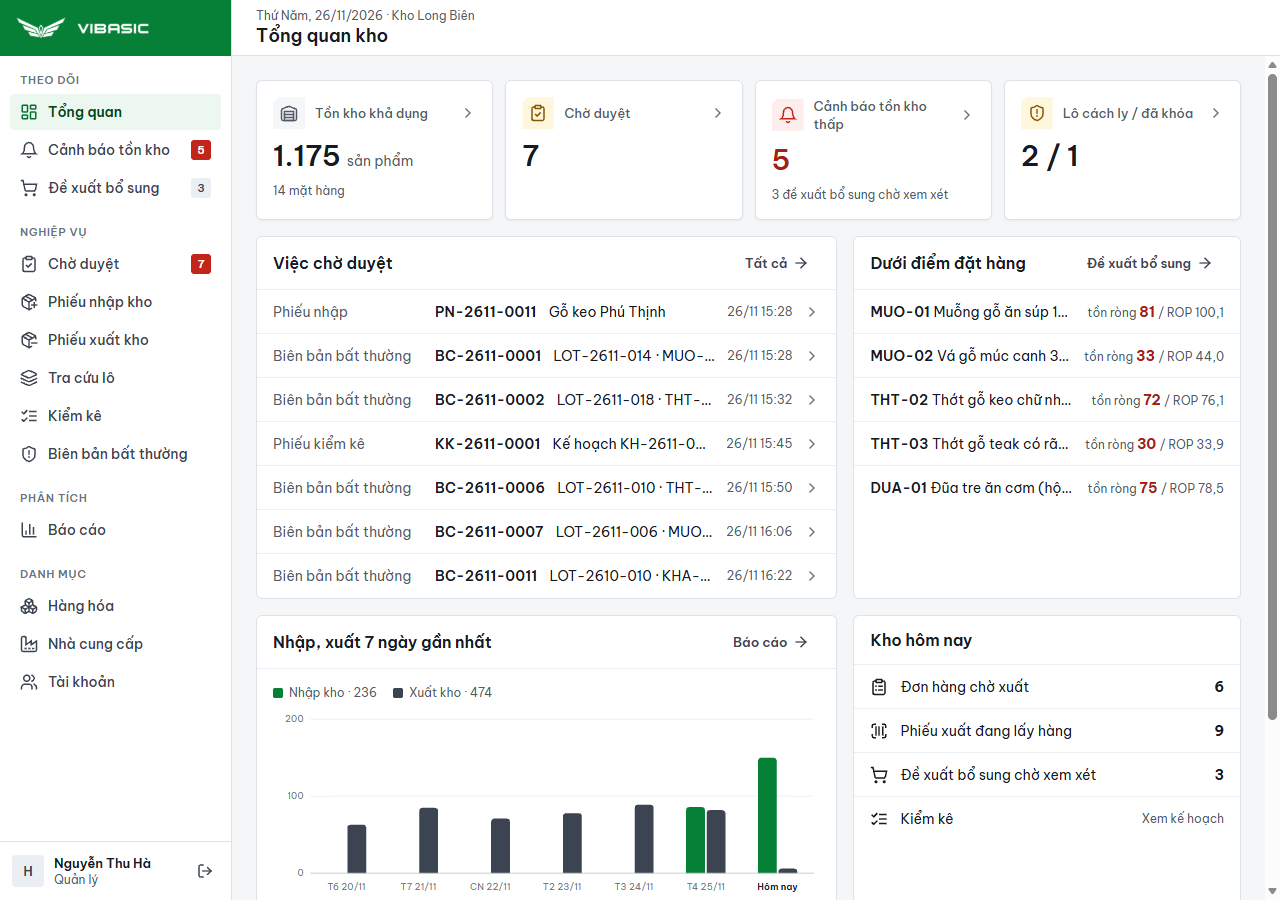 VIBASIC
THEO DÕI
Tổng quan
Cảnh báo tồn kho 5
Đề xuất bổ sung 3
NGHIỆP VỤ
Chờ duyệt 7
Phiếu nhập kho
Phiếu xuất kho
Tra cứu lô
Kiểm kê
Biên bản bất thường
PHÂN TÍCH
Báo cáo
DANH MỤC
Hàng hóa
Nhà cung cấp
Tài khoản
H
Nguyễn Thu Hà
Quản lý
Thứ Năm, 26/11/2026 · Kho Long Biên
Tổng quan kho
Tồn kho khả dụng
1.175 sản phẩm
14 mặt hàng
Chờ duyệt
7
Cảnh báo tồn kho
thấp
5
3 đề xuất bổ sung chờ xem xét
Lô cách ly / đã khóa
2 / 1
Việc chờ duyệt Tất cả
Phiếu nhập PN-2611-0011 Gỗ keo Phú Thịnh 26/11 15:28
Biên bản bất thường BC-2611-0001 LOT-2611-014 · MUO-... 26/11 15:28
Biên bản bất thường BC-2611-0002 LOT-2611-018 · THT-... 26/11 15:32
Phiếu kiểm kê KK-2611-0001 Kế hoạch KH-2611-0... 26/11 15:45
Biên bản bất thường BC-2611-0006 LOT-2611-010 · THT-... 26/11 15:50
Biên bản bất thường BC-2611-0007 LOT-2611-006 · MUO... 26/11 16:06
Biên bản bất thường BC-2611-0011 LOT-2610-010 · KHA-... 26/11 16:22
Dưới điểm đặt hàng Đề xuất bổ sung
MUO-01 Muỗng gỗ ăn súp 1... tồn ròng 81 / ROP 100,1
MUO-02 Vá gỗ múc canh 3... tồn ròng 33 / ROP 44,0
THT-02 Thớt gỗ keo chữ nh... tồn ròng 72 / ROP 76,1
THT-03 Thớt gỗ teak có rã... tồn ròng 30 / ROP 33,9
DUA-01 Đũa tre ăn cơm (hộ... tồn ròng 75 / ROP 78,5
Nhập, xuất 7 ngày gần nhất Báo cáo
Nhập kho · 236 Xuất kho · 474
200
100
0
T6 20/11 T7 21/11 CN 22/11 T2 23/11 T3 24/11 T4 25/11 Hôm nay
Kho hôm nay
Đơn hàng chờ xuất 6
Phiếu xuất đang lấy hàng 9
Đề xuất bổ sung chờ xem xét 3
Kiểm kê Xem kế hoạch